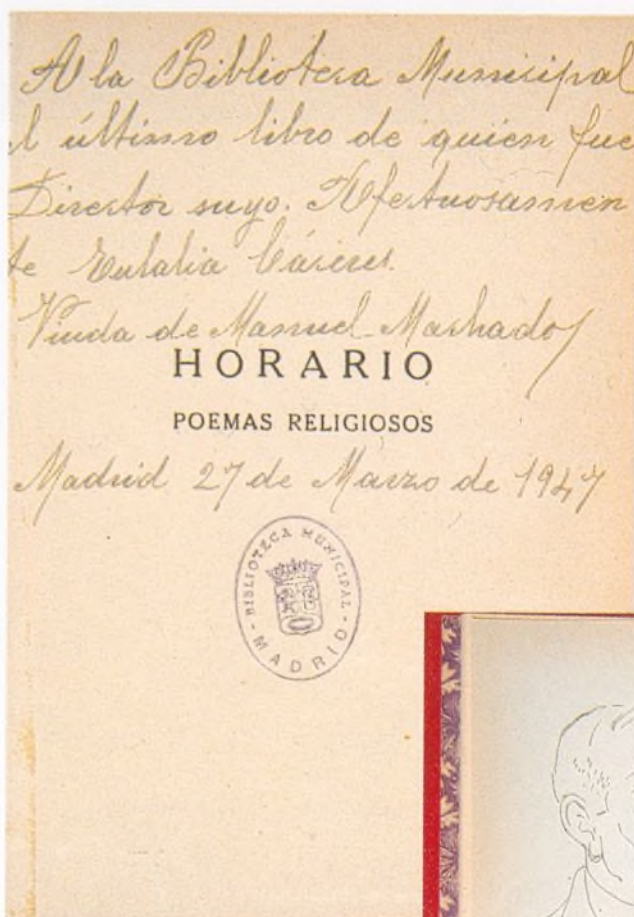 A la Biblioteca Municipal
l último libro de quien fue
Director suyo. Afectuosamen
te Eulalia Cáceres.
Viuda de Manuel Machado
HORARIO
POEMAS RELIGIOSOS
Madrid 27 de Marzo de 1947
BIBLIOTECA MUNICIPAL
- MADRID -